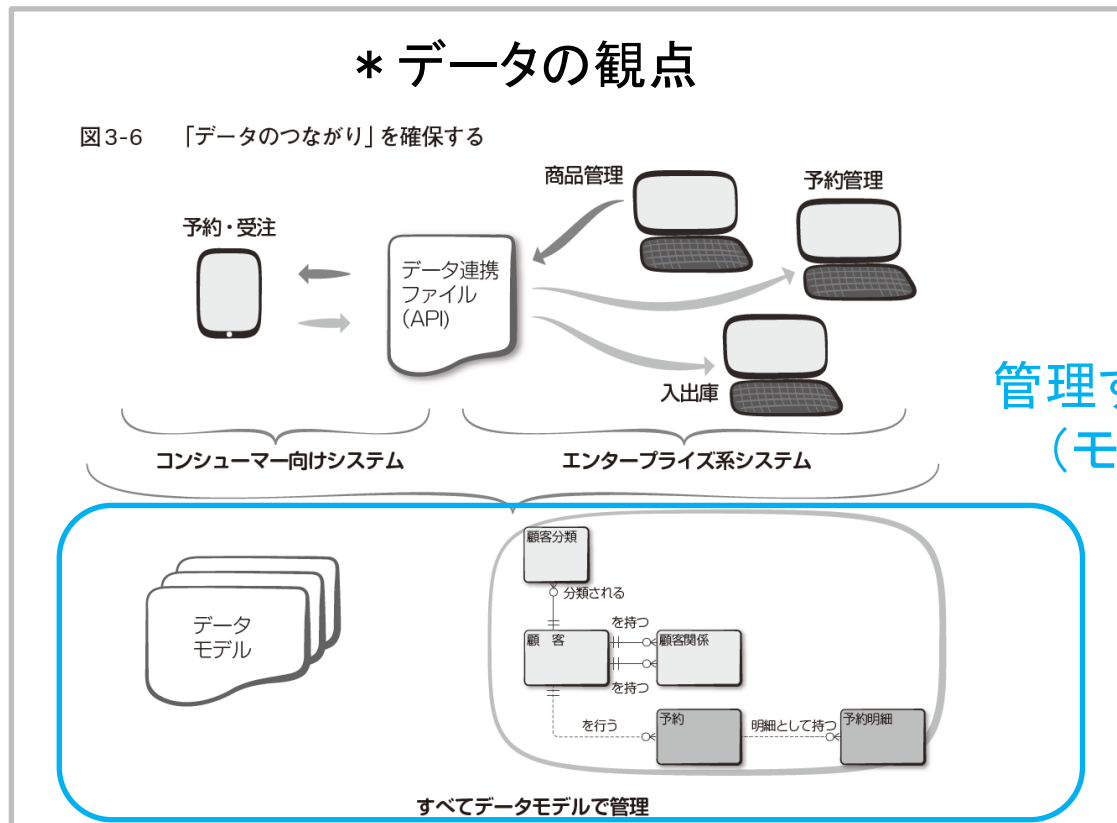 *データの観点
図3-6 「データのつながり」を確保する
商品管理
予約管理
予約・受注
データ連携
ファイル
(API)
入出庫
管理す
(モ
コンシューマー向けシステム
エンタープライズ系システム
顧客分類
分類される
データ
モデル
顧 客
を持つ
顧客関係
を持つ
を行う
予約
明細として持つ
予約明細
すべてデータモデルで管理